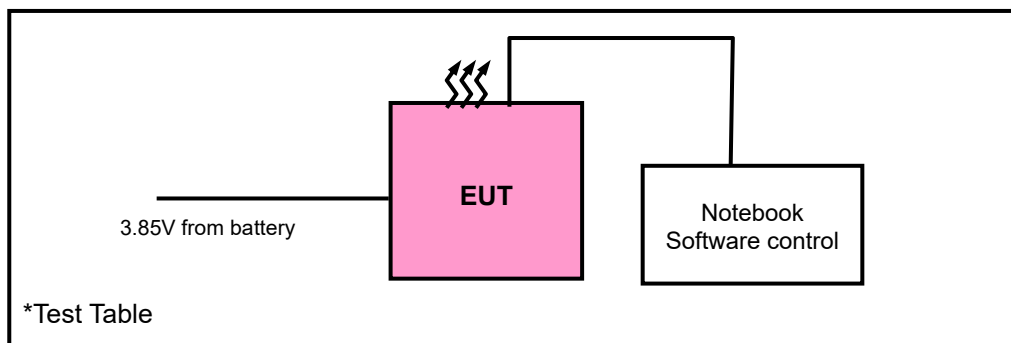 EUT
3.85V from battery
Notebook
Software control
*Test Table